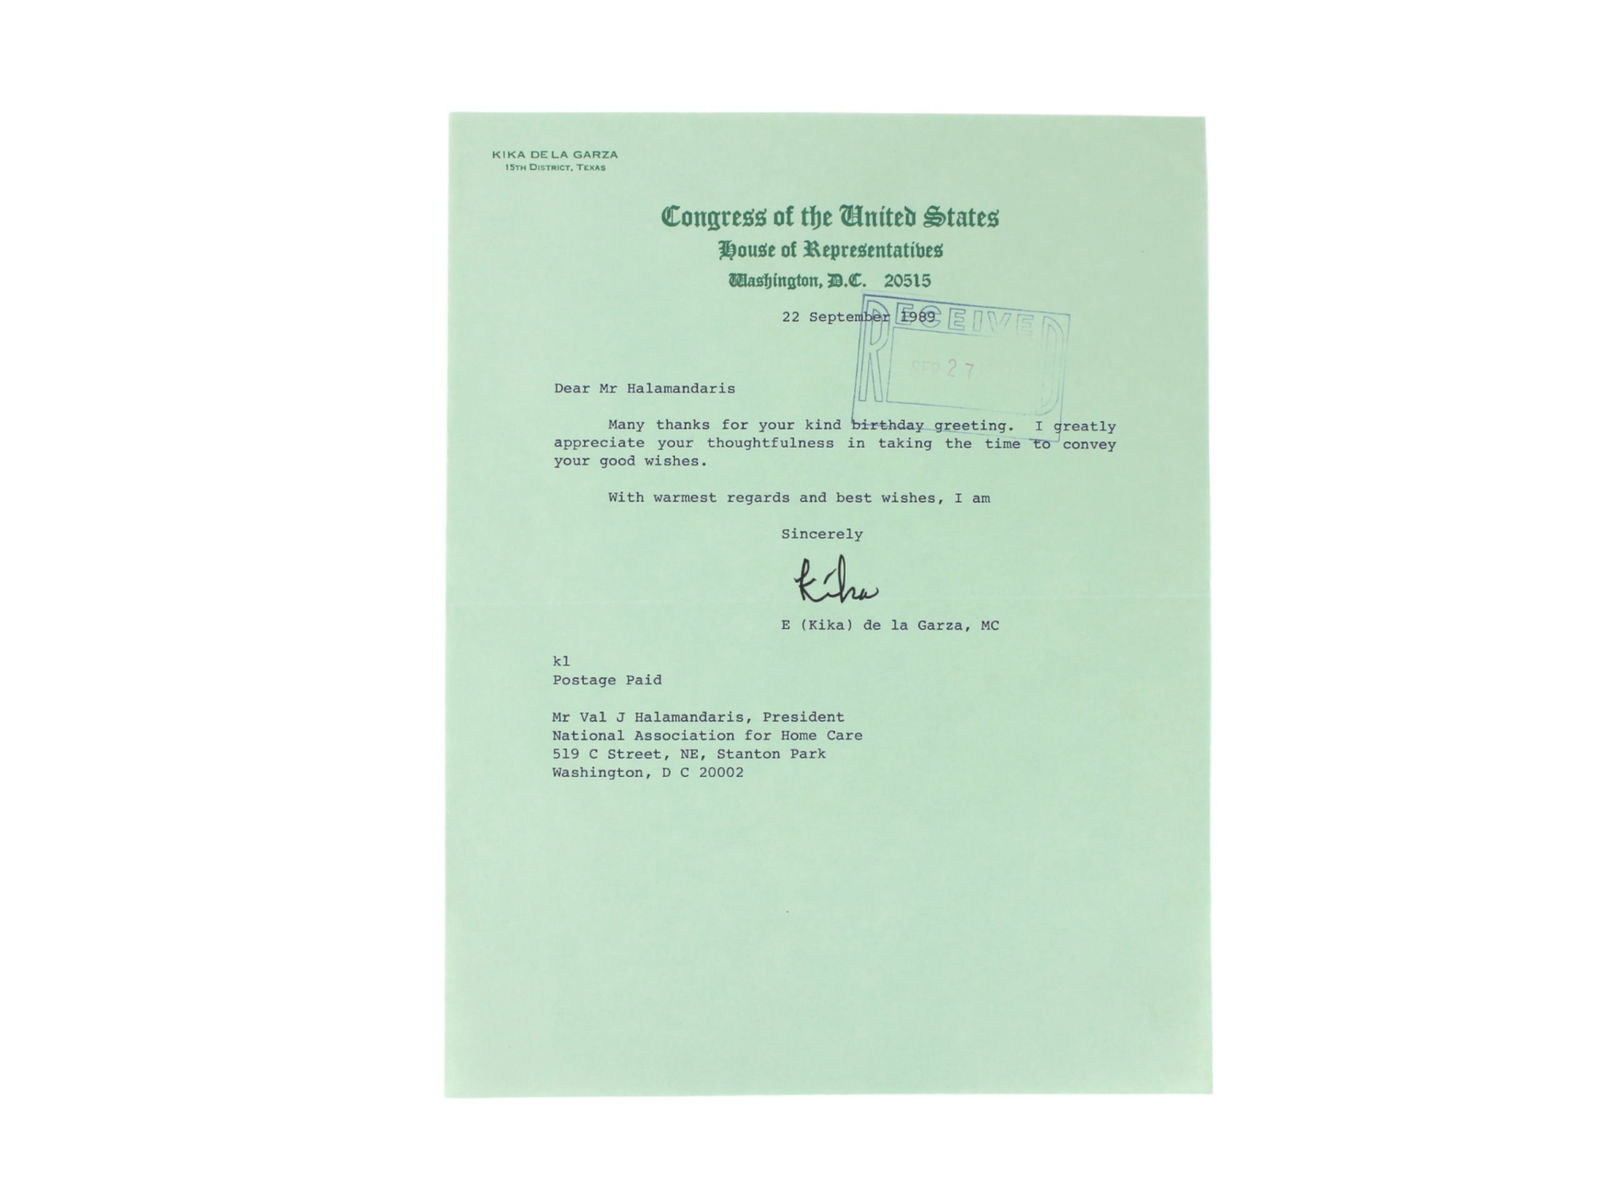 KIKA DE LA GARZA
15TH DISTRICT, TEXAS
Congress of the United States
House of Representatives
Washington, D.C. 20515
22 September 1989
RECEIVED
SEP 27
Dear Mr Halamandaris
Many thanks for your kind birthday greeting. I greatly
appreciate your thoughtfulness in taking the time to convey
your good wishes.
With warmest regards and best wishes, I am
Sincerely
Kika
E (Kika) de la Garza, MC
kl
Postage Paid
Mr Val J Halamandaris, President
National Association for Home Care
519 C Street, NE, Stanton Park
Washington, D C 20002